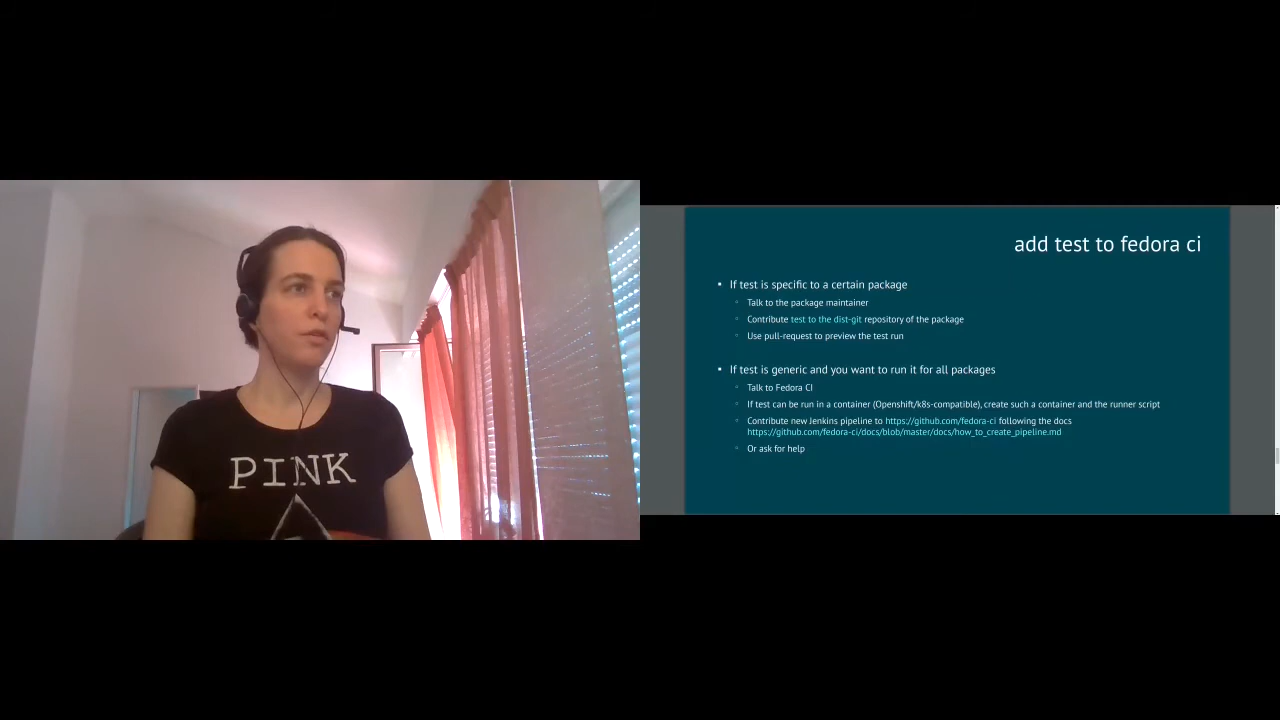 PINK
add test to fedora ci
• If test is specific to a certain package
▫ Talk to the package maintainer
▫ Contribute test to the dist-git repository of the package
▫ Use pull-request to preview the test run
• If test is generic and you want to run it for all packages
▫ Talk to Fedora CI
▫ If test can be run in a container (Openshift/k8s-compatible), create such a container and the runner script
▫ Contribute new Jenkins pipeline to https://github.com/fedora-ci following the docs
https://github.com/fedora-ci/docs/blob/master/docs/how_to_create_pipeline.md
▫ Or ask for help